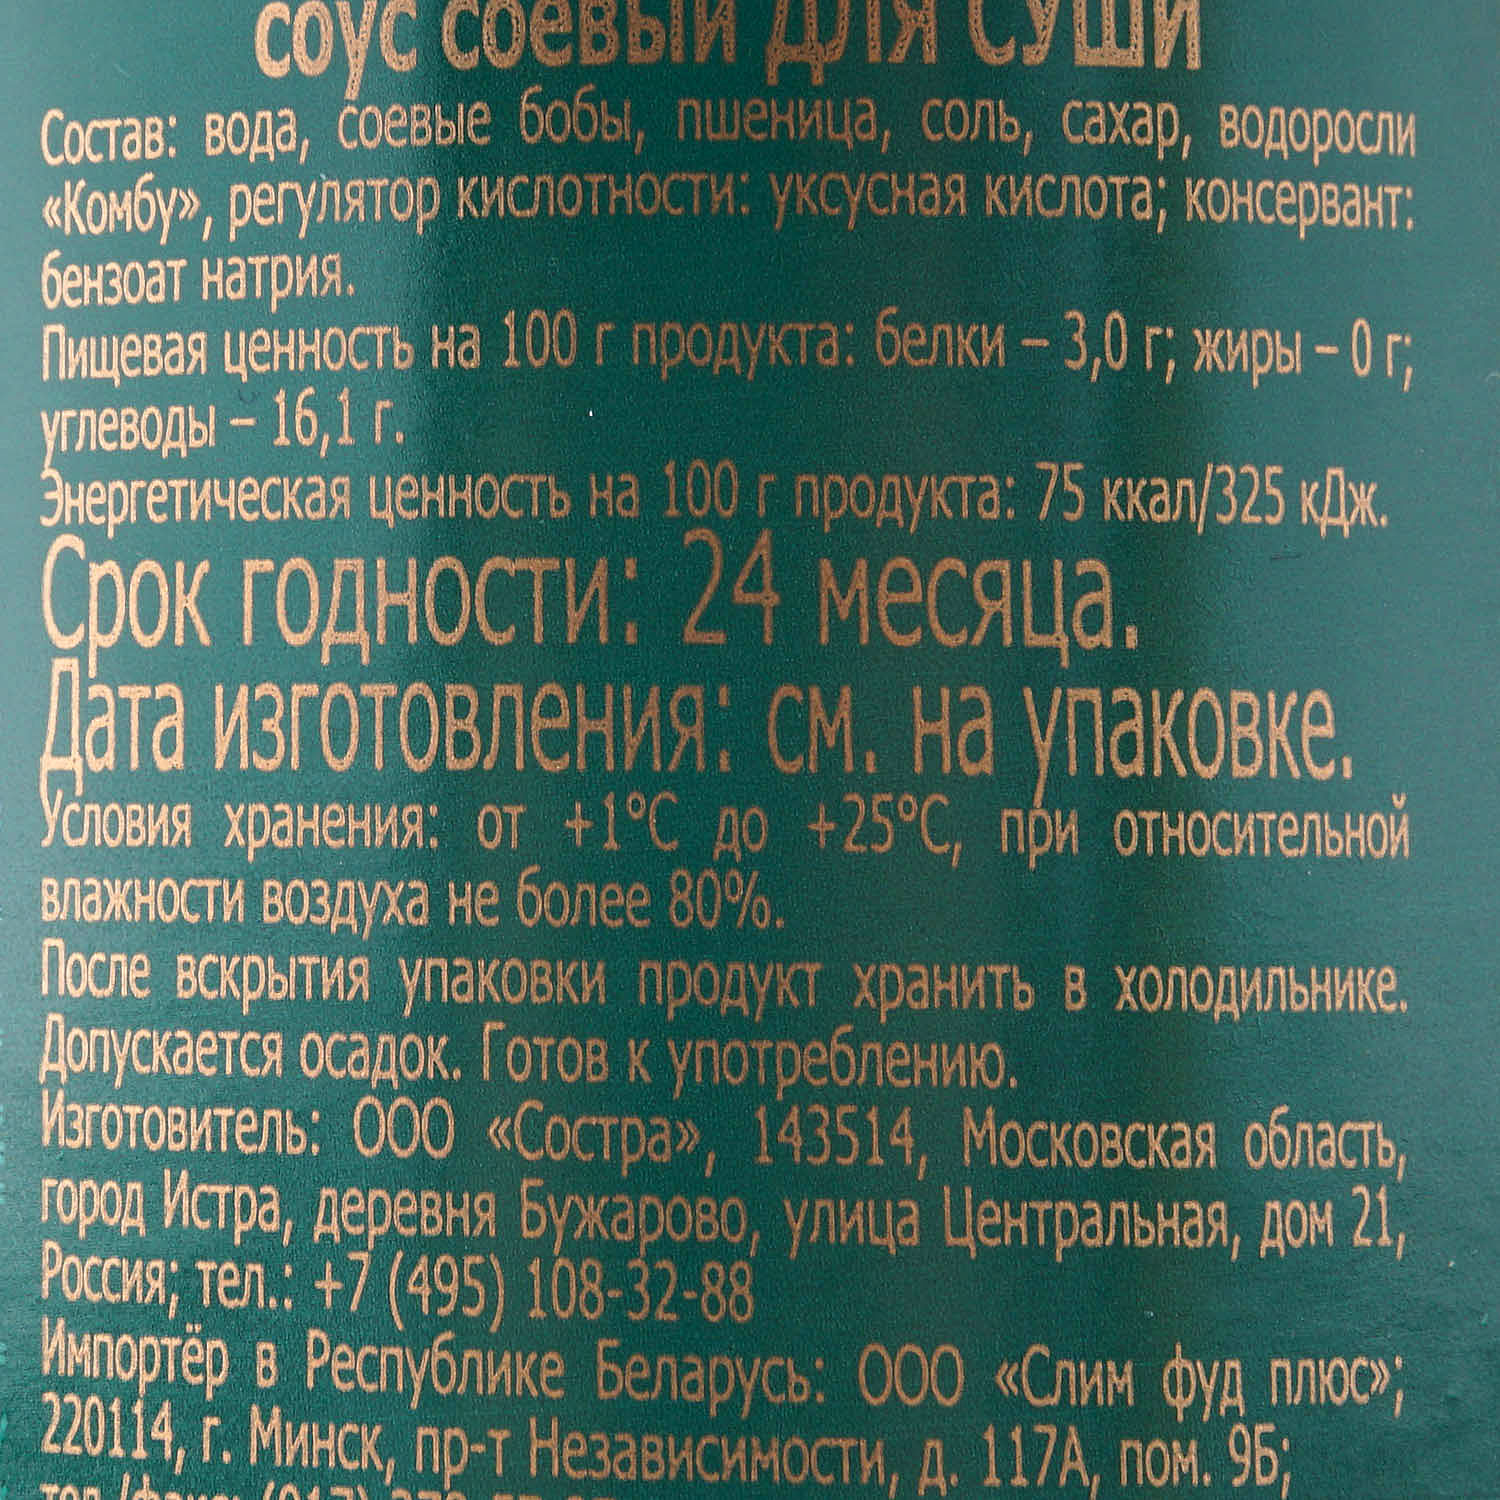 соус соевый для суши
Состав: вода, соевые бобы, пшеница, соль, сахар, водоросли
«Комбу», регулятор кислотности: уксусная кислота; консервант:
бензоат натрия.
Пищевая ценность на 100 г продукта: белки – 3,0 г; жиры – 0 г;
углеводы – 16,1 г.
Энергетическая ценность на 100 г продукта: 75 ккал/325 кДж.
Срок годности: 24 месяца.
Дата изготовления: см. на упаковке.
Условия хранения: от +1°С до +25°С, при относительной
влажности воздуха не более 80%.
После вскрытия упаковки продукт хранить в холодильнике.
Допускается осадок. Готов к употреблению.
Изготовитель: ООО «Состра», 143514, Московская область,
город Истра, деревня Бужарово, улица Центральная, дом 21,
Россия; тел.: +7 (495) 108-32-88
Импортёр в Республике Беларусь: ООО «Слим фуд плюс»;
220114, г. Минск, пр-т Независимости, д. 117А, пом. 9Б;